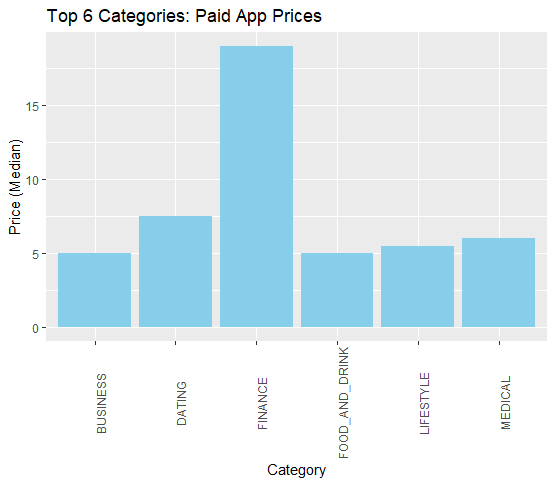 Top 6 Categories: Paid App Prices
Price (Median)
15
10
5
0
BUSINESS
DATING
FINANCE
FOOD_AND_DRINK
LIFESTYLE
MEDICAL
Category